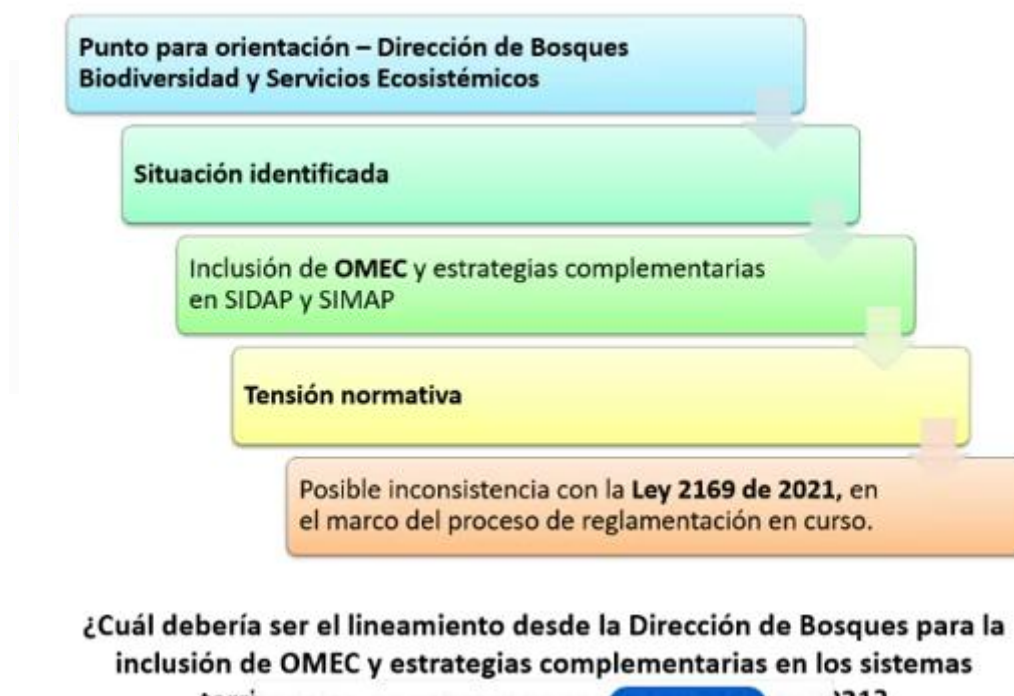 Punto para orientación – Dirección de Bosques
Biodiversidad y Servicios Ecosistémicos
Situación identificada
Inclusión de OMEC y estrategias complementarias
en SIDAP y SIMAP
Tensión normativa
Posible inconsistencia con la Ley 2169 de 2021, en
el marco del proceso de reglamentación en curso.
¿Cuál debería ser el lineamiento desde la Dirección de Bosques para la
inclusión de OMEC y estrategias complementarias en los sistemas